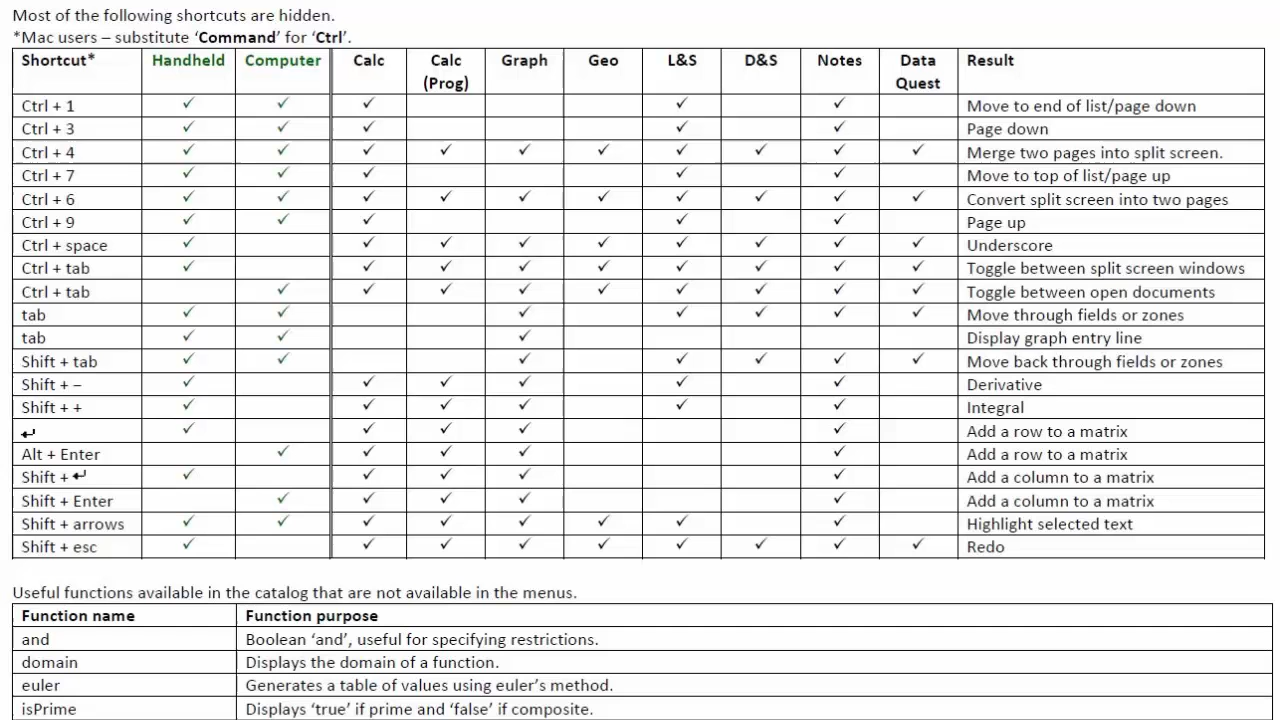 Most of the following shortcuts are hidden.
*Mac users – substitute ‘Command’ for ‘Ctrl’.
Shortcut* Handheld Computer Calc Calc (Prog) Graph Geo L&S D&S Notes Data Quest Result
Ctrl + 1 ✓ ✓ ✓ ✓ ✓ Move to end of list/page down
Ctrl + 3 ✓ ✓ ✓ ✓ ✓ Page down
Ctrl + 4 ✓ ✓ ✓ ✓ ✓ ✓ ✓ ✓ ✓ ✓ Merge two pages into split screen.
Ctrl + 7 ✓ ✓ ✓ ✓ ✓ Move to top of list/page up
Ctrl + 6 ✓ ✓ ✓ ✓ ✓ ✓ ✓ ✓ ✓ ✓ Convert split screen into two pages
Ctrl + 9 ✓ ✓ ✓ ✓ ✓ Page up
Ctrl + space ✓ ✓ ✓ ✓ ✓ ✓ ✓ ✓ ✓ Underscore
Ctrl + tab ✓ ✓ ✓ ✓ ✓ ✓ ✓ ✓ ✓ Toggle between split screen windows
Ctrl + tab ✓ ✓ ✓ ✓ ✓ ✓ ✓ ✓ ✓ Toggle between open documents
tab ✓ ✓ ✓ ✓ ✓ ✓ ✓ Move through fields or zones
tab ✓ ✓ ✓ Display graph entry line
Shift + tab ✓ ✓ ✓ ✓ ✓ ✓ ✓ Move back through fields or zones
Shift + – ✓ ✓ ✓ ✓ ✓ ✓ Derivative
Shift + + ✓ ✓ ✓ ✓ ✓ ✓ Integral
↵ ✓ ✓ ✓ ✓ ✓ Add a row to a matrix
Alt + Enter ✓ ✓ ✓ ✓ ✓ Add a row to a matrix
Shift + ↵ ✓ ✓ ✓ ✓ ✓ Add a column to a matrix
Shift + Enter ✓ ✓ ✓ ✓ ✓ Add a column to a matrix
Shift + arrows ✓ ✓ ✓ ✓ ✓ ✓ ✓ ✓ Highlight selected text
Shift + esc ✓ ✓ ✓ ✓ ✓ ✓ ✓ ✓ ✓ Redo
Useful functions available in the catalog that are not available in the menus.
Function name Function purpose
and Boolean ‘and’, useful for specifying restrictions.
domain Displays the domain of a function.
euler Generates a table of values using euler’s method.
isPrime Displays ‘true’ if prime and ‘false’ if composite.